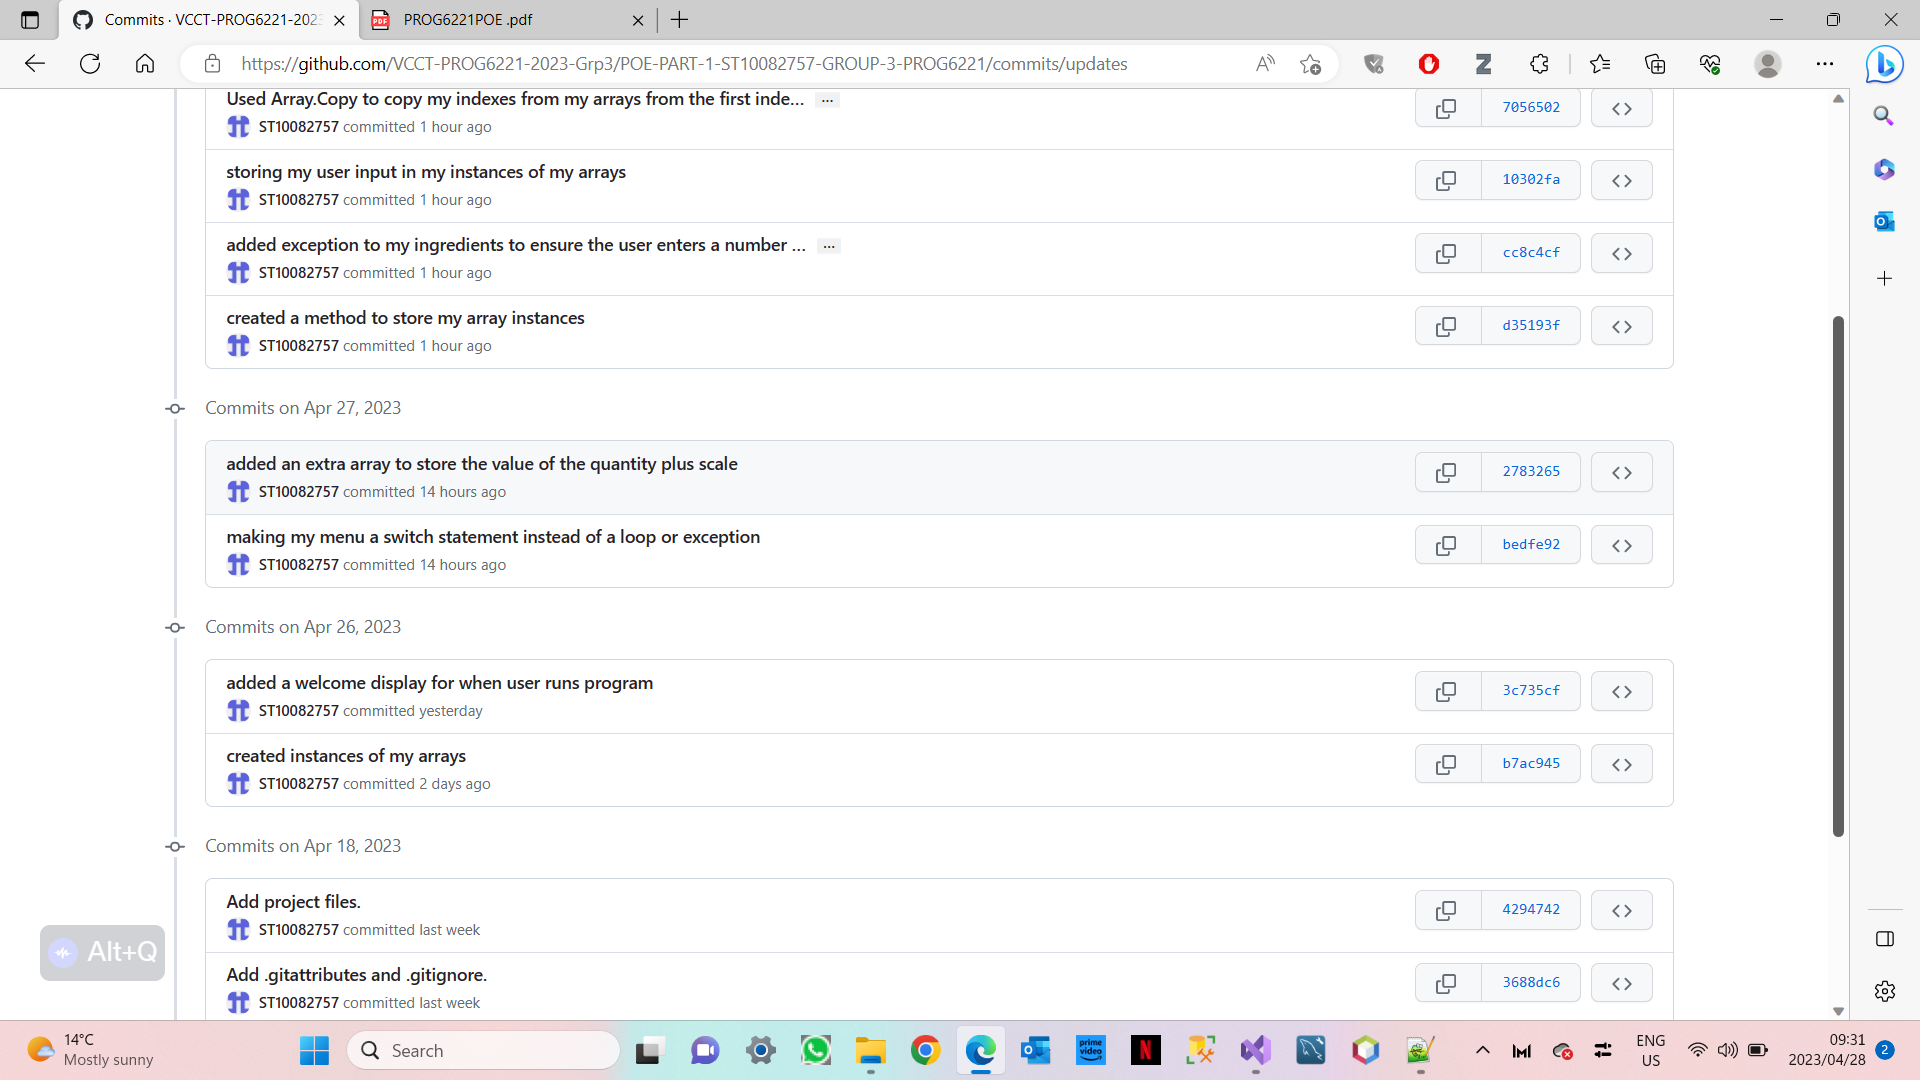 Commits · VCCT-PROG6221-2023
PROG6221POE .pdf
https://github.com/VCCT-PROG6221-2023-Grp3/POE-PART-1-ST10082757-GROUP-3-PROG6221/commits/updates
Used Array.Copy to copy my indexes from my arrays from the first inde... ...
7056502
ST10082757 committed 1 hour ago
storing my user input in my instances of my arrays
10302fa
ST10082757 committed 1 hour ago
added exception to my ingredients to ensure the user enters a number ... ...
cc8c4cf
ST10082757 committed 1 hour ago
created a method to store my array instances
d35193f
ST10082757 committed 1 hour ago
Commits on Apr 27, 2023
added an extra array to store the value of the quantity plus scale
2783265
ST10082757 committed 14 hours ago
making my menu a switch statement instead of a loop or exception
bedfe92
ST10082757 committed 14 hours ago
Commits on Apr 26, 2023
added a welcome display for when user runs program
3c735cf
ST10082757 committed yesterday
created instances of my arrays
b7ac945
ST10082757 committed 2 days ago
Commits on Apr 18, 2023
Add project files.
4294742
ST10082757 committed last week
Add .gitattributes and .gitignore.
3688dc6
ST10082757 committed last week
Alt+Q
14°C
Mostly sunny
Search
prime video
ENG
US
09:31
2023/04/28
2